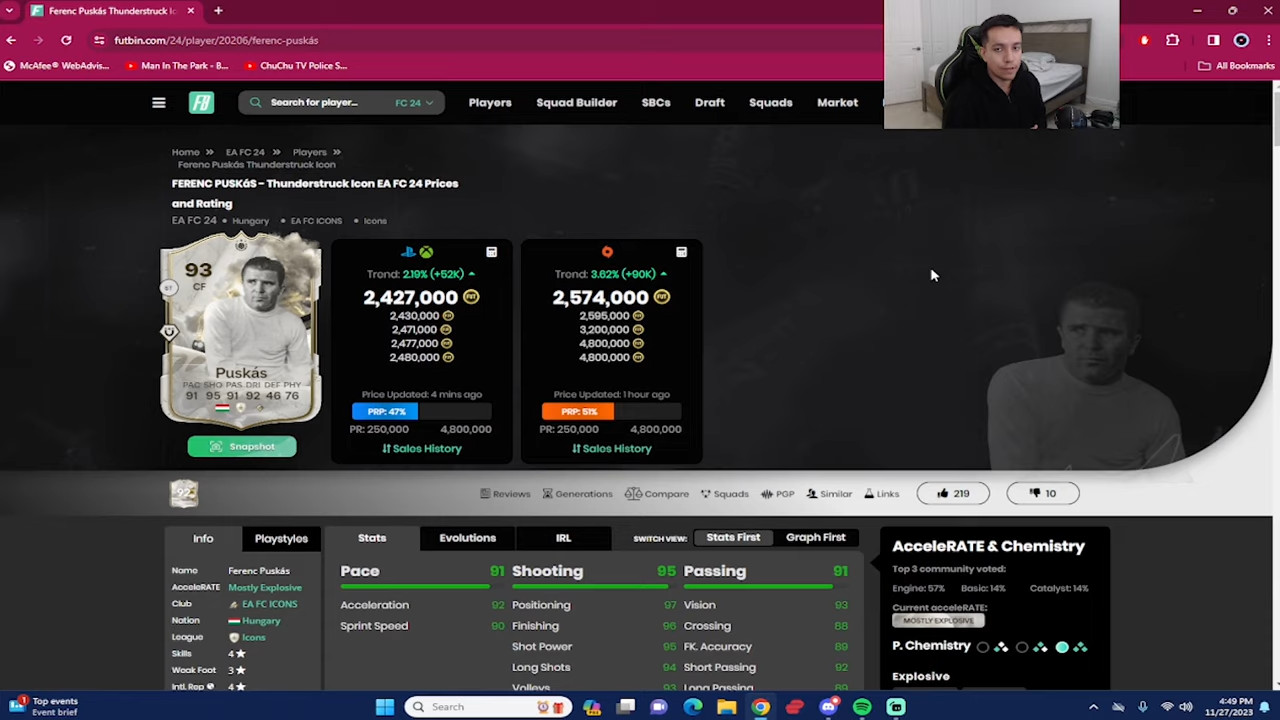 Ferenc Puskás Thunderstruck Ic
futbin.com/24/player/20206/ferenc-puskás
McAfee® WebAdvis...
Man In The Park - B...
ChuChu TV Police S...
All Bookmarks
FB
Search for player...
FC 24
Players
Squad Builder
SBCs
Draft
Squads
Market
Home » EA FC 24 » Players »
Ferenc Puskás Thunderstruck Icon
FERENC PUSKáS - Thunderstruck Icon EA FC 24 Prices
and Rating
EA FC 24 • Hungary • EA FC ICONS • Icons
93
CF
ST
Puskás
PAC SHO PAS DRI DEF PHY
91 95 91 92 46 76
Snapshot
Trend: 2.19% (+52K)
2,427,000
2,430,000
2,471,000
2,477,000
2,480,000
Price Updated: 4 mins ago
PRP: 47%
PR: 250,000 4,800,000
Sales History
Trend: 3.62% (+90K)
2,574,000
2,595,000
3,200,000
4,800,000
4,800,000
Price Updated: 1 hour ago
PRP: 51%
PR: 250,000 4,800,000
Sales History
92
Reviews
Generations
Compare
Squads
PGP
Similar
Links
219
10
Info
Playstyles
Name Ferenc Puskás
AcceleRATE Mostly Explosive
Club EA FC ICONS
Nation Hungary
League Icons
Skills 4
Weak Foot 3
Intl. Rep 4
Stats
Evolutions
IRL
SWITCH VIEW:
Stats First
Graph First
Pace 91
Acceleration 92
Sprint Speed 90
Shooting 95
Positioning 97
Finishing 96
Shot Power 95
Long Shots 94
Volleys 93
Passing 91
Vision 93
Crossing 88
FK. Accuracy 89
Short Passing 92
Long Passing 89
AcceleRATE & Chemistry
Top 3 community voted:
Engine: 57% Basic: 14% Catalyst: 14%
Current acceleRATE:
MOSTLY EXPLOSIVE
P. Chemistry
Explosive
Top events
Event brief
Search
4:49 PM
11/27/2023